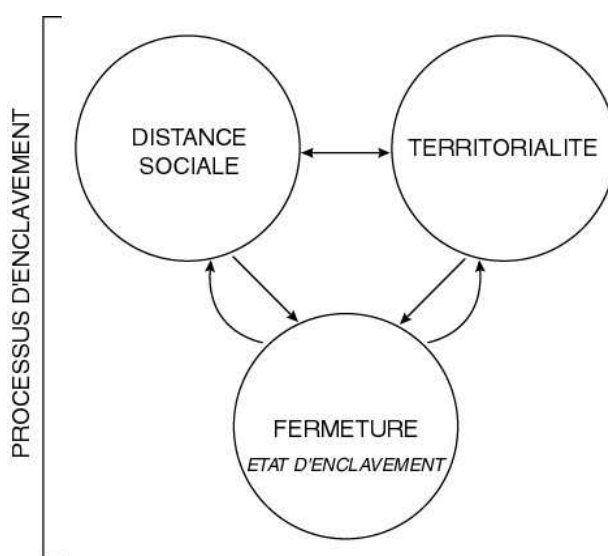 PROCESSUS D'ENCLAVEMENT
DISTANCE
SOCIALE
TERRITORIALITE
FERMETURE
ETAT D'ENCLAVEMENT